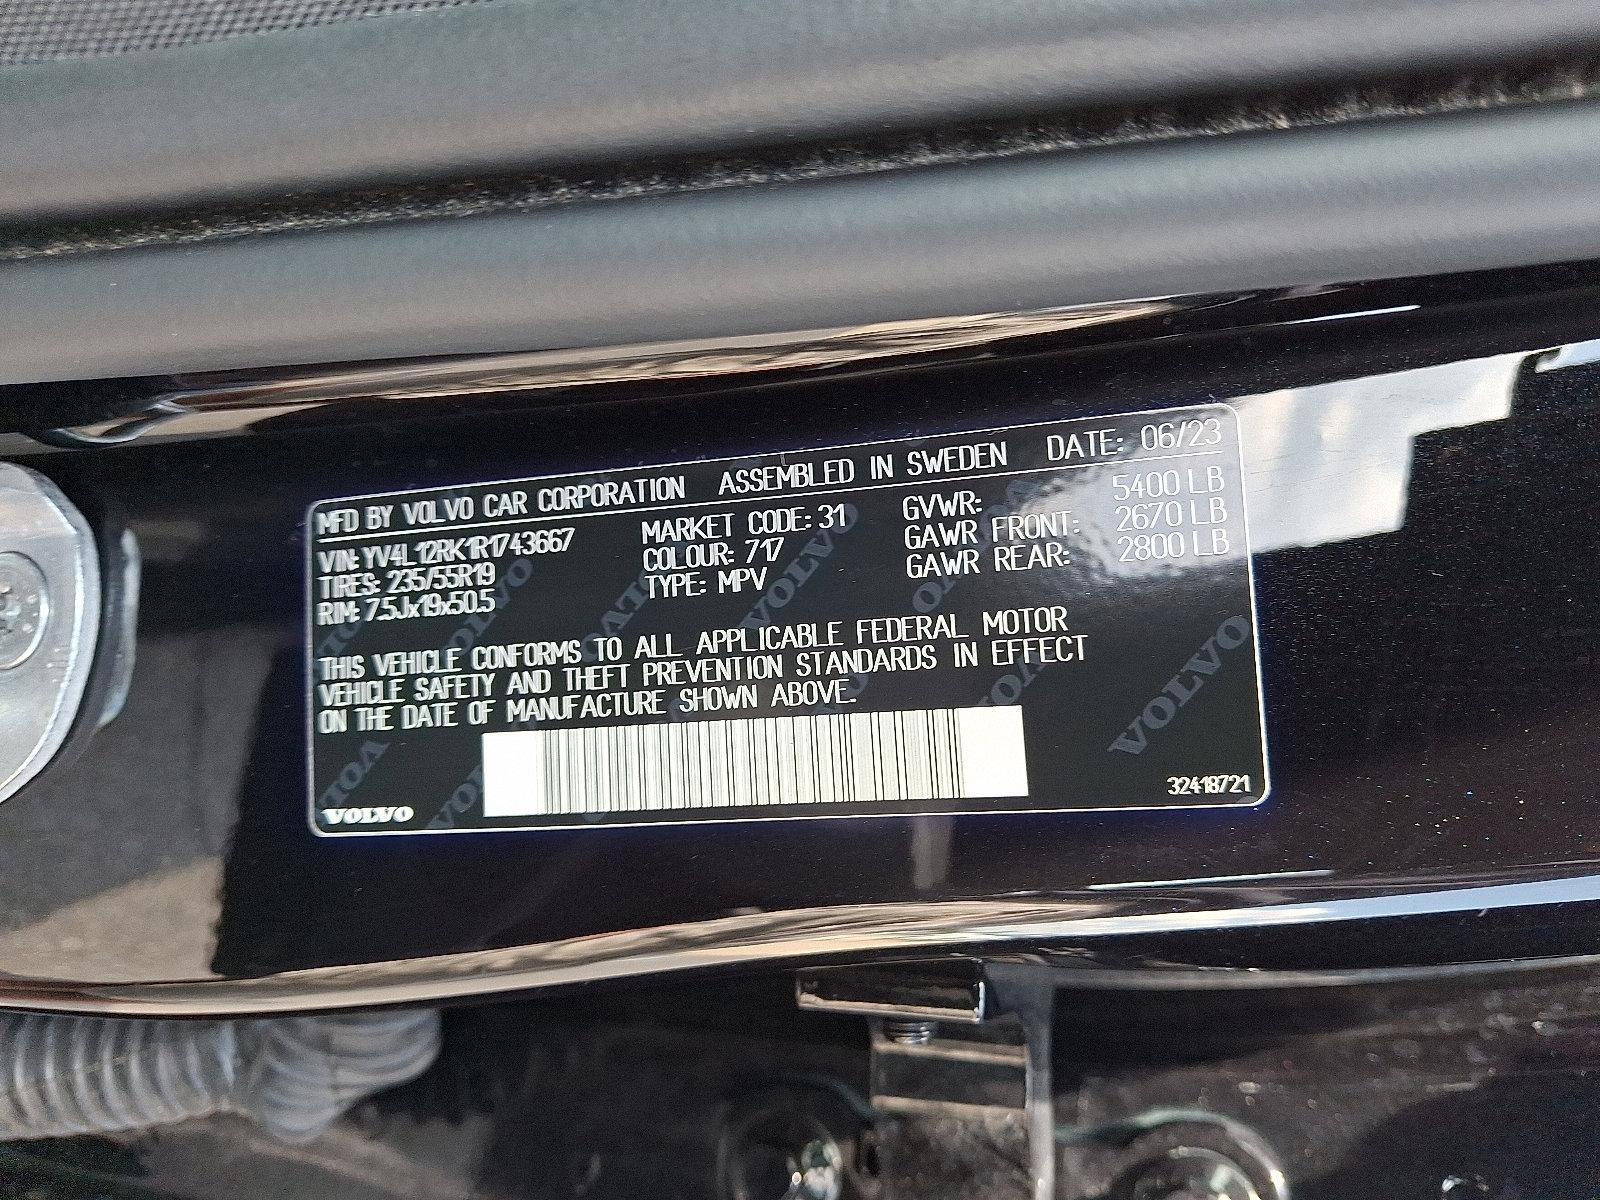 MFD BY VOLVO CAR CORPORATION ASSEMBLED IN SWEDEN DATE: 06/23
VIN: YV4L12RK1R1743667 MARKET CODE: 31 GVWR: 5400 LB
TIRES: 235/55R19 COLOUR: 717 GAWR FRONT: 2670 LB
RIM: 7.5Jx19x50.5 TYPE: MPV GAWR REAR: 2800 LB
THIS VEHICLE CONFORMS TO ALL APPLICABLE FEDERAL MOTOR
VEHICLE SAFETY AND THEFT PREVENTION STANDARDS IN EFFECT
ON THE DATE OF MANUFACTURE SHOWN ABOVE.
VOLVO
32418721